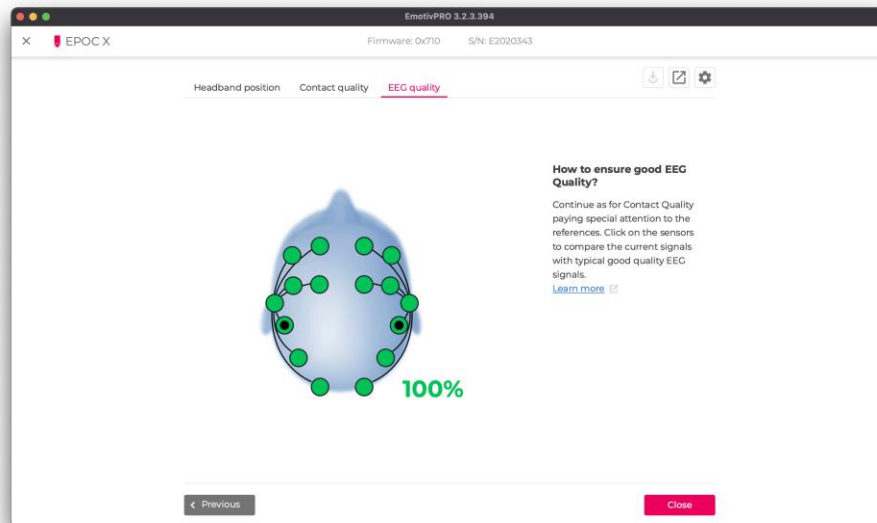 EmotivPRO 3.2.3.394
EPOC X
Firmware: 0x710 S/N: E2020343
Headband position Contact quality EEG quality
How to ensure good EEG
Quality?
Continue as for Contact Quality
paying special attention to the
references. Click on the sensors
to compare the current signals
with typical good quality EEG
signals.
Learn more
100%
Previous
Close